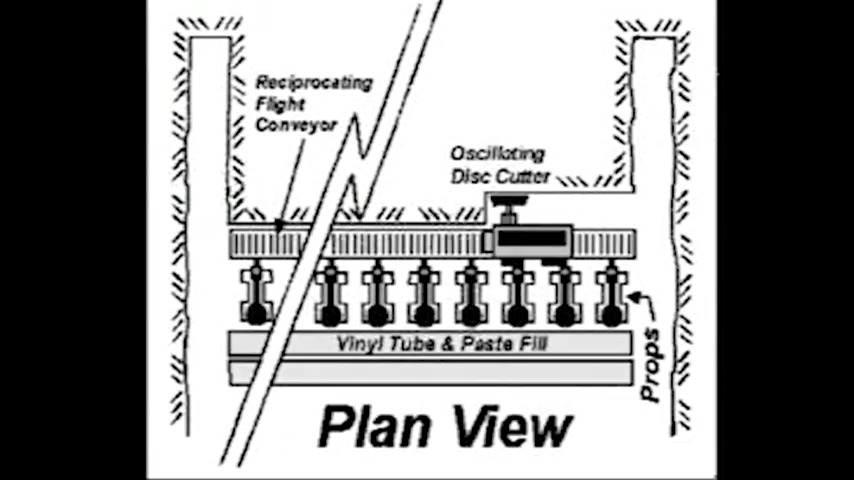 Reciprocating
Flight
Conveyor
Oscillating
Disc Cutter
Props
Vinyl Tube & Paste Fill
Plan View